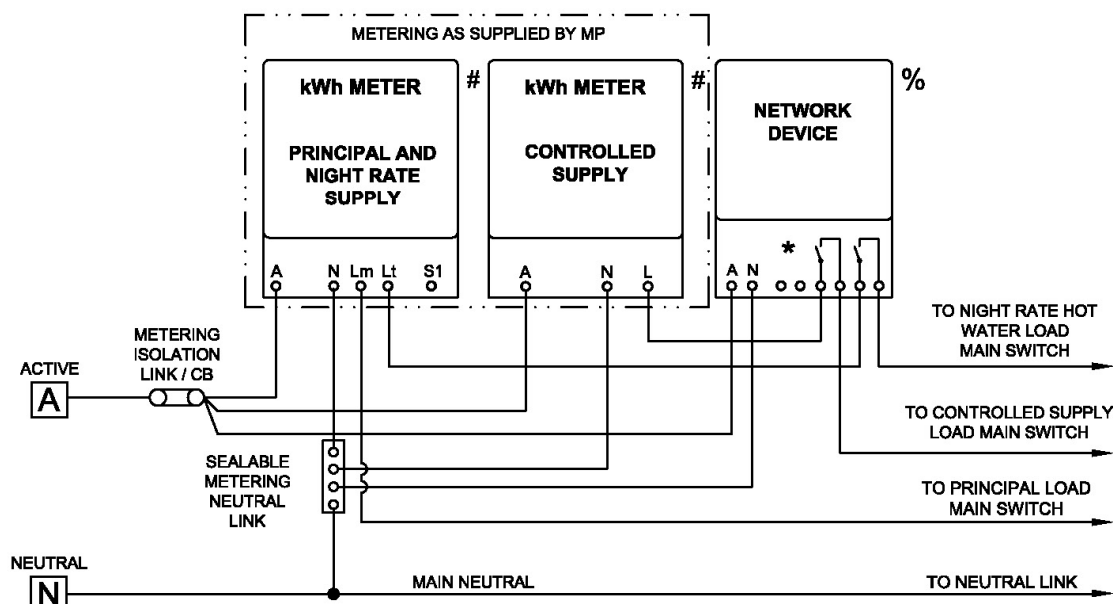 METERING AS SUPPLIED BY MP
kWh METER
#
kWh METER
#
%
PRINCIPAL AND
NIGHT RATE
SUPPLY
CONTROLLED
SUPPLY
NETWORK
DEVICE
*
A N Lm Lt S1
A N L
A N
METERING
ISOLATION
LINK / CB
ACTIVE
A
SEALABLE
METERING
NEUTRAL
LINK
TO NIGHT RATE HOT
WATER LOAD
MAIN SWITCH
TO CONTROLLED SUPPLY
LOAD MAIN SWITCH
TO PRINCIPAL LOAD
MAIN SWITCH
NEUTRAL
N
MAIN NEUTRAL
TO NEUTRAL LINK